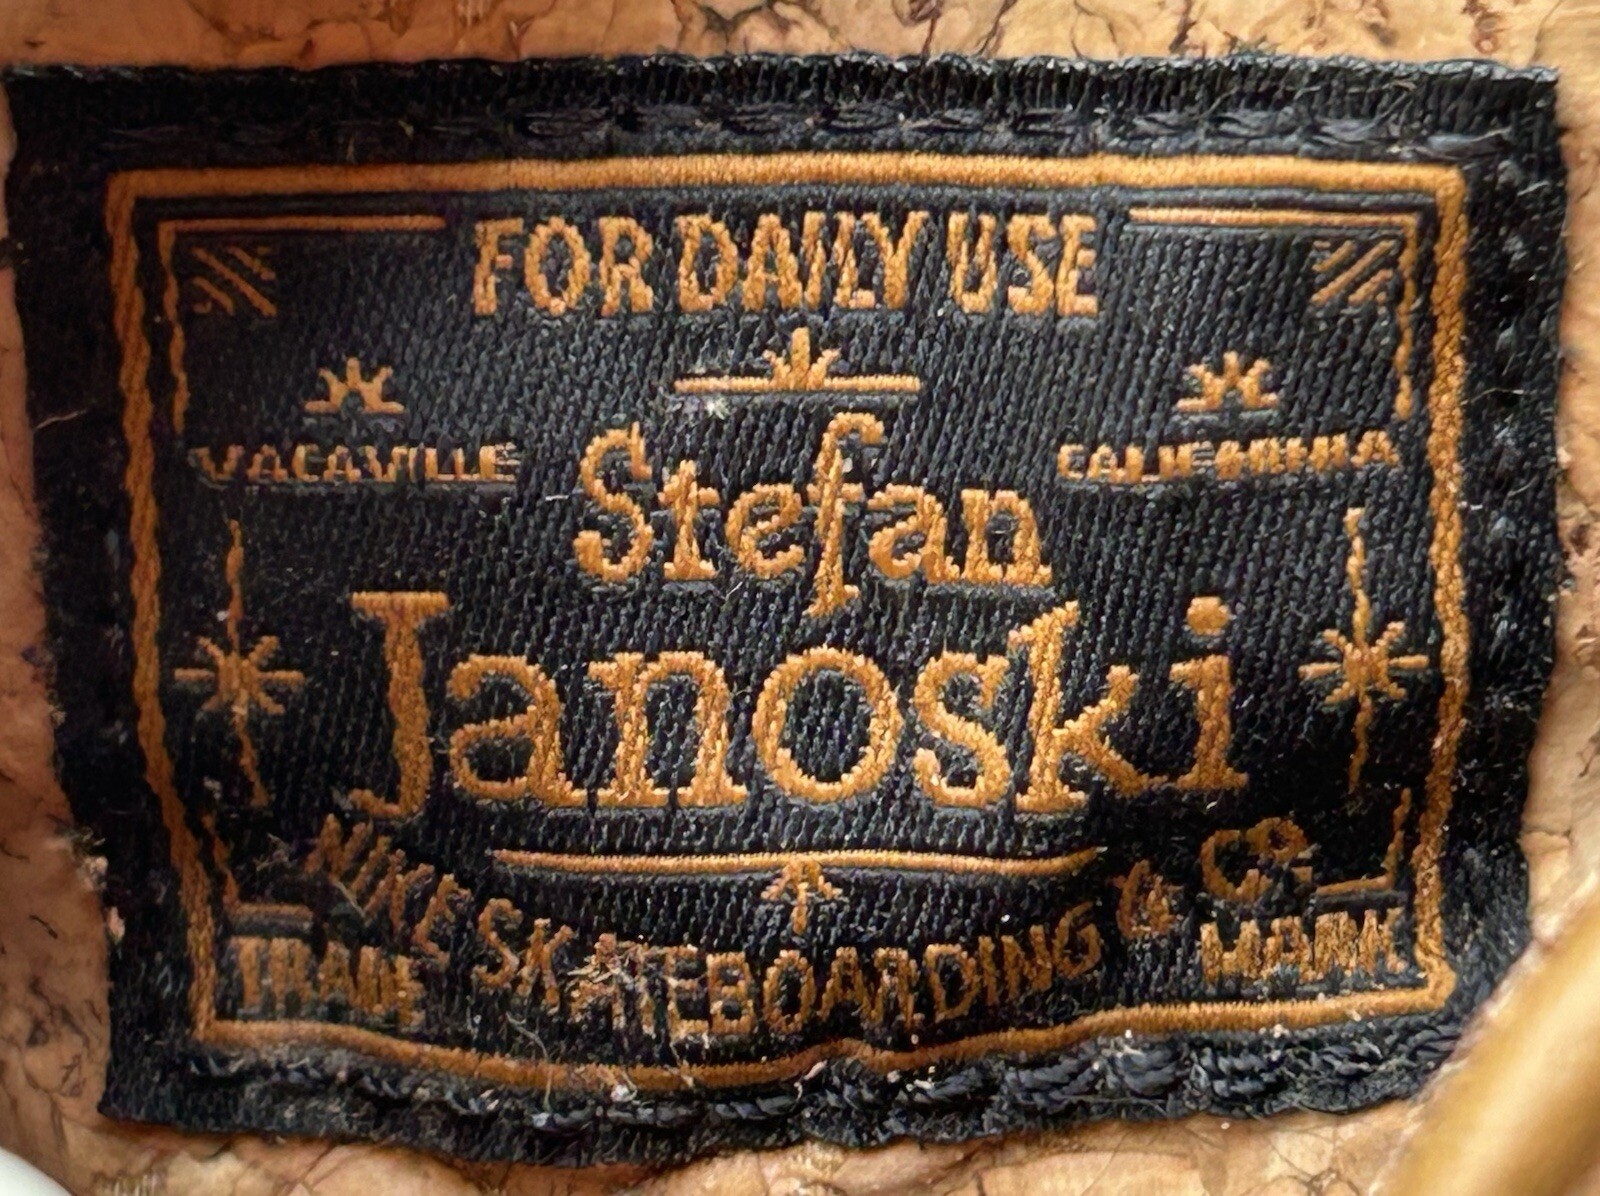 FOR DAILY USE
VACAVILLE
CALIFORNIA
Stefan
Janoski
NIKE SKATEBOARDING & CO.
TRADE
MARK